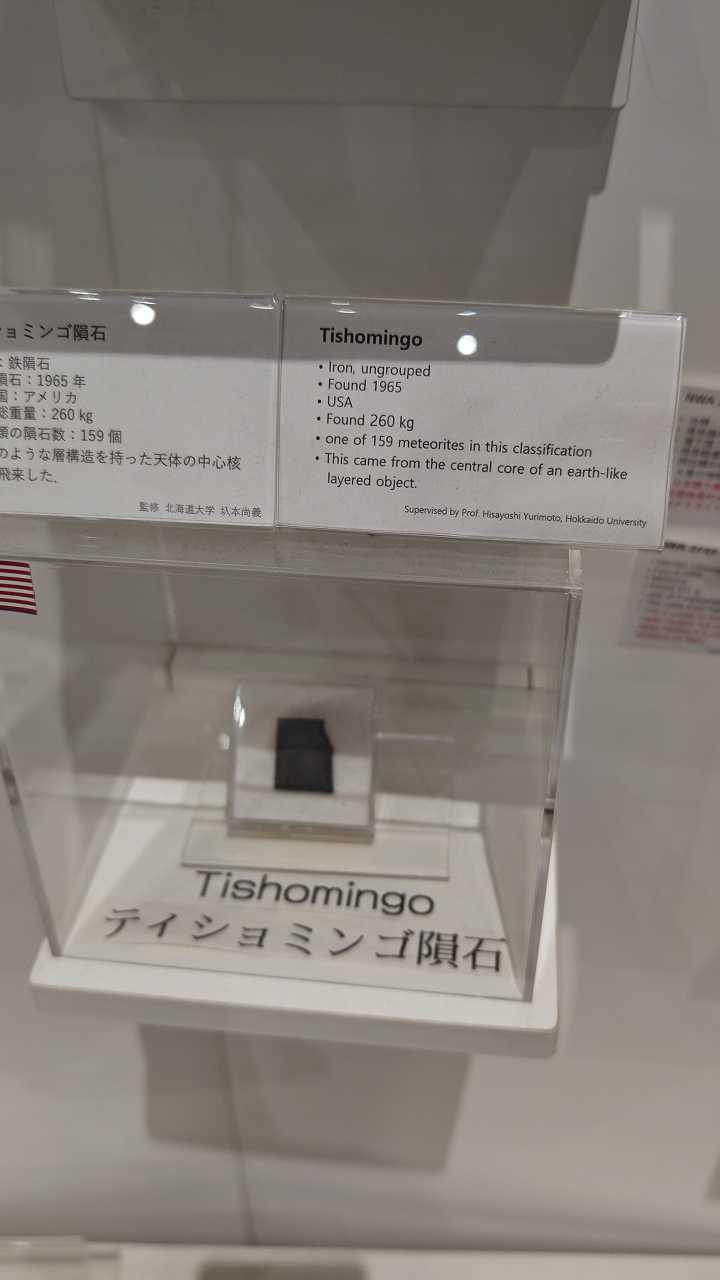 ョミンゴ隕石
：鉄隕石
隕石：1965 年
国：アメリカ
総重量：260 kg
類の隕石数：159 個
のような層構造を持った天体の中心核
飛来した.
監修 北海道大学 圦本尚義
Tishomingo
• Iron, ungrouped
• Found 1965
• USA
• Found 260 kg
• one of 159 meteorites in this classification
• This came from the central core of an earth-like
layered object.
Supervised by Prof. Hisayoshi Yurimoto, Hokkaido University
NWA
Tishomingo
ティショミンゴ隕石